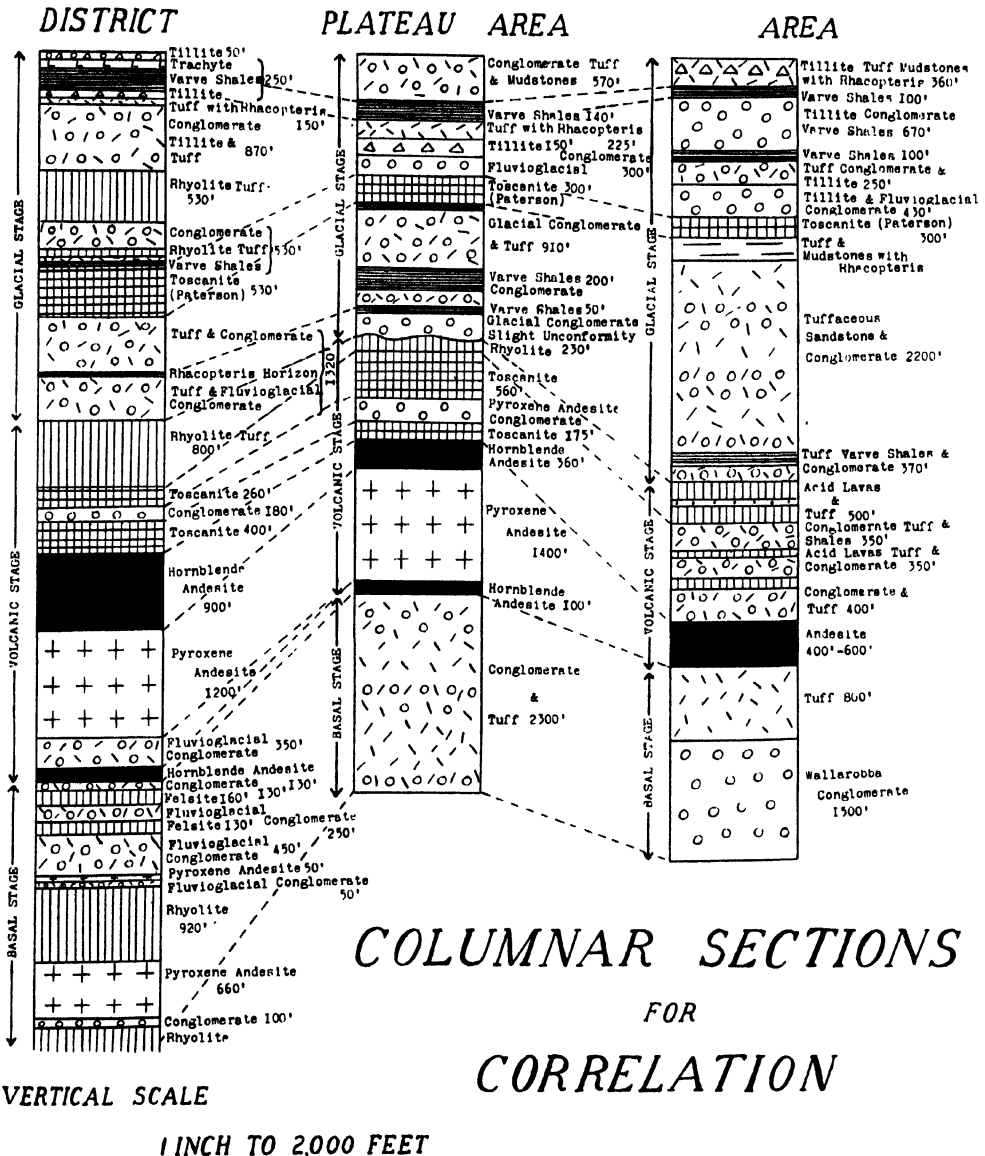 DISTRICT
PLATEAU AREA
AREA
GLACIAL STAGE
VOLCANIC STAGE
BASAL STAGE
Tillite 50'
Trachyte
Varve Shales 250'
Tillite
Tuff with Rhacopteris
Conglomerate 150'
Tillite & 870'
Tuff
Rhyolite Tuff
530'
Conglomerate
Rhyolite Tuff 530'
Varve Shales
Toscanite
(Paterson) 530'
Tuff & Conglomerate
1320'
Rhacopteris Horizon
Tuff & Fluvioglacial
Conglomerate
Rhyolite Tuff
800'
Toscanite 260'
Conglomerate 180'
Toscanite 400'
Hornblende
Andesite
900'
Pyroxene
Andesite
1200'
Fluvioglacial 350'
Conglomerate
Hornblende Andesite
Conglomerate 130' 130'
Felsite 160' 130'
Fluvioglacial
Felsite 130' Conglomerate
250'
Fluvioglacial 450'
Conglomerate
Pyroxene Andesite 50'
Fluvioglacial Conglomerate
50'
Rhyolite
920'
Pyroxene Andesite
660'
Conglomerate 100'
Rhyolite
GLACIAL STAGE
VOLCANIC STAGE
BASAL STAGE
Conglomerate Tuff
& Mudstones 570'
Varve Shales 140'
Tuff with Rhacopteris
Tillite 150' 225'
Conglomerate
Fluvioglacial 300'
Toscanite 300'
(Paterson)
Glacial Conglomerate
& Tuff 910'
Varve Shales 200'
Conglomerate
Varve Shales 50'
Glacial Conglomerate
Slight Unconformity
Rhyolite 230'
Toscanite
560'
Pyroxene Andesite
Conglomerate
Toscanite 175'
Hornblende
Andesite 360'
Pyroxene
Andesite
1400'
Hornblende
Andesite 100'
Conglomerate
&
Tuff 2300'
GLACIAL STAGE
VOLCANIC STAGE
BASAL STAGE
Tillite Tuff Mudstones
with Rhacopteris 360'
Varve Shales 100'
Tillite Conglomerate
Varve Shales 670'
Varve Shales 100'
Tuff Conglomerate &
Tillite 250'
Tillite & Fluvioglacial
Conglomerate 430'
Toscanite (Paterson)
300'
Tuff &
Mudstones with
Rhacopteris
Tuffaceous
Sandstone &
Conglomerate 2200'
Tuff Varve Shales &
Conglomerate 370'
Acid Lavas
&
Tuff 500'
Conglomerate Tuff &
Shales 350'
Acid Lavas Tuff &
Conglomerate 350'
Conglomerate &
Tuff 400'
Andesite
400'-600'
Tuff 800'
Wallarobba
Conglomerate
1500'
COLUMNAR SECTIONS
FOR
CORRELATION
VERTICAL SCALE
1 INCH TO 2,000 FEET